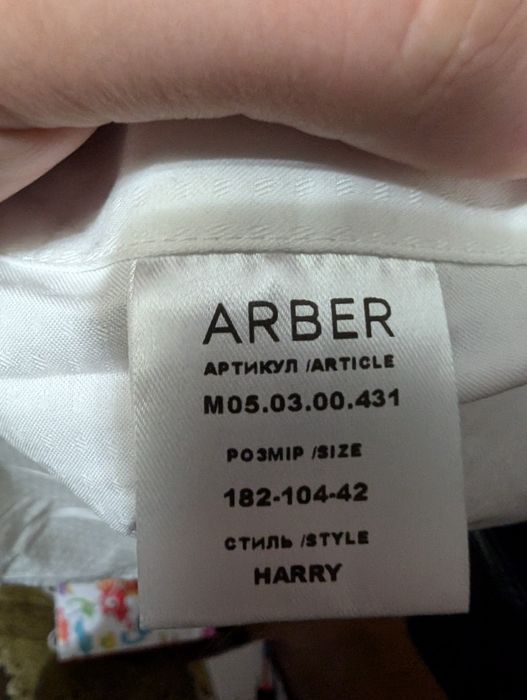 ARBER
АРТИКУЛ /ARTICLE
M05.03.00.431
РОЗМІР /SIZE
182-104-42
СТИЛЬ /STYLE
HARRY